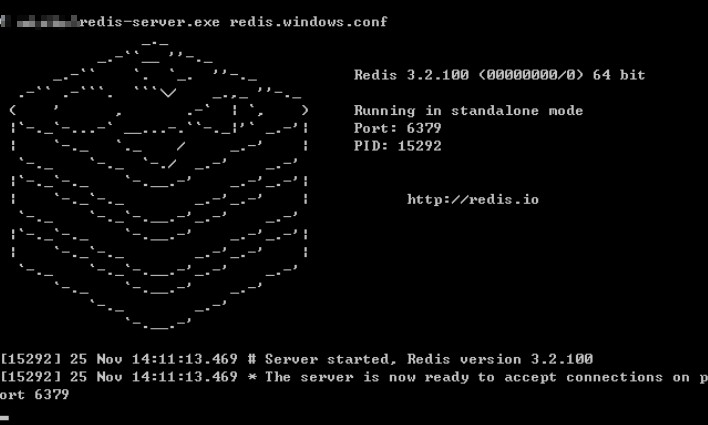 redis-server.exe redis.windows.conf
Redis 3.2.100 (00000000/0) 64 bit
Running in standalone mode
Port: 6379
PID: 15292
http://redis.io
[15292] 25 Nov 14:11:13.469 # Server started, Redis version 3.2.100
[15292] 25 Nov 14:11:13.469 * The server is now ready to accept connections on p
ort 6379